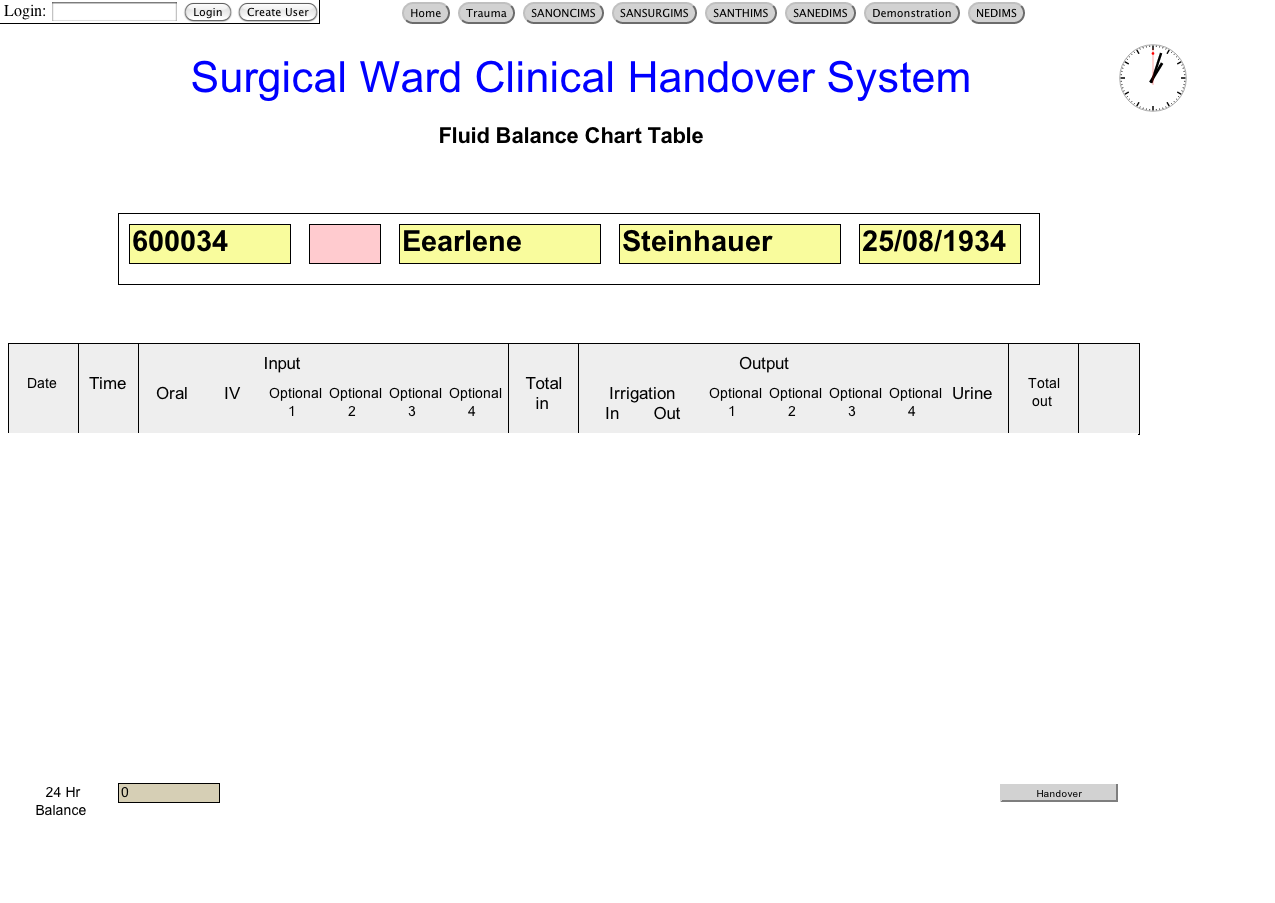 Login: Login Create User Home Trauma SANONCIMS SANSURGIMS SANTHIMS SANEDIMS Demonstration NEDIMS
Surgical Ward Clinical Handover System
Fluid Balance Chart Table
600034 Eearlene Steinhauer 25/08/1934
Input Output
Date Time Total in Total out
Oral IV Optional 1 Optional 2 Optional 3 Optional 4 Irrigation Optional 1 Optional 2 Optional 3 Optional 4 Urine
In Out
24 Hr Balance 0 Handover